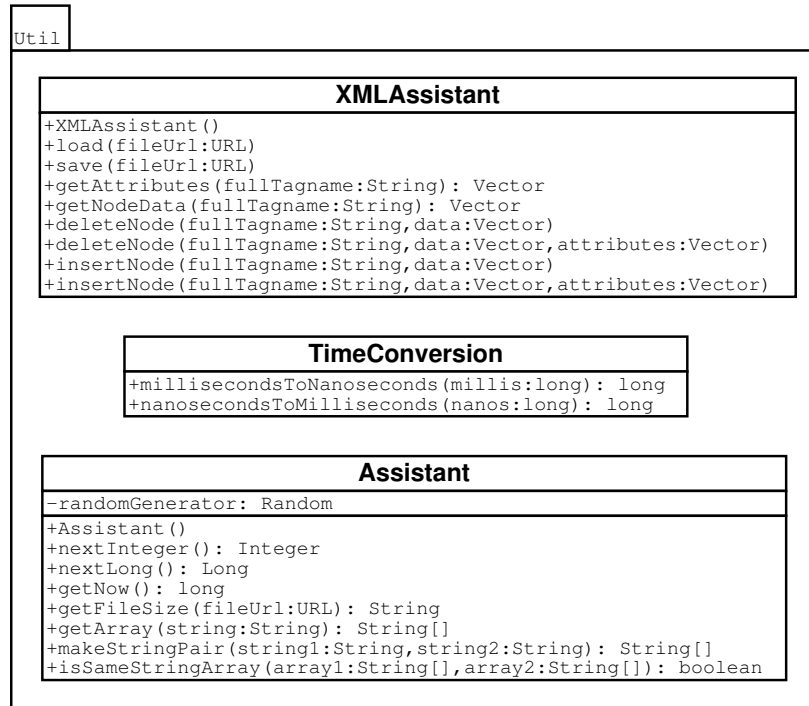 Util
XMLAssistant
+XMLAssistant()
+load(fileUrl:URL)
+save(fileUrl:URL)
+getAttributes(fullTagname:String): Vector
+getNodeData(fullTagname:String): Vector
+deleteNode(fullTagname:String,data:Vector)
+deleteNode(fullTagname:String,data:Vector,attributes:Vector)
+insertNode(fullTagname:String,data:Vector)
+insertNode(fullTagname:String,data:Vector,attributes:Vector)
TimeConversion
+millisecondsToNanoseconds(millis:long): long
+nanosecondsToMilliseconds(nanos:long): long
Assistant
-randomGenerator: Random
+Assistant()
+nextInteger(): Integer
+nextLong(): Long
+getNow(): long
+getFileSize(fileUrl:URL): String
+getArray(string:String): String[]
+makeStringPair(string1:String,string2:String): String[]
+isSameStringArray(array1:String[],array2:String[]): boolean